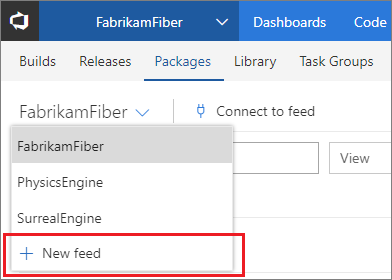 FabrikamFiber Dashboards Code
Builds Releases Packages Library Task Groups
FabrikamFiber Connect to feed
FabrikamFiber View
PhysicsEngine
SurrealEngine
+ New feed